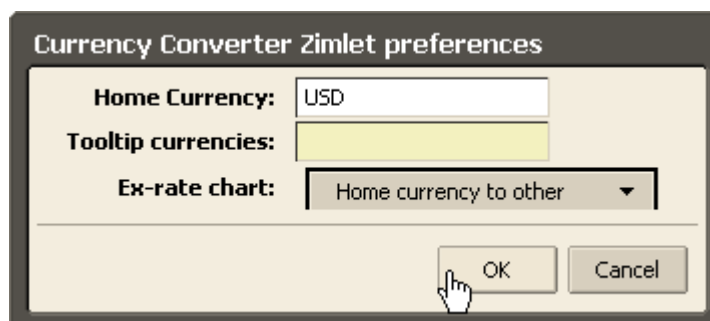 Currency Converter Zimlet preferences
Home Currency: USD
Tooltip currencies:
Ex-rate chart: Home currency to other
OK Cancel